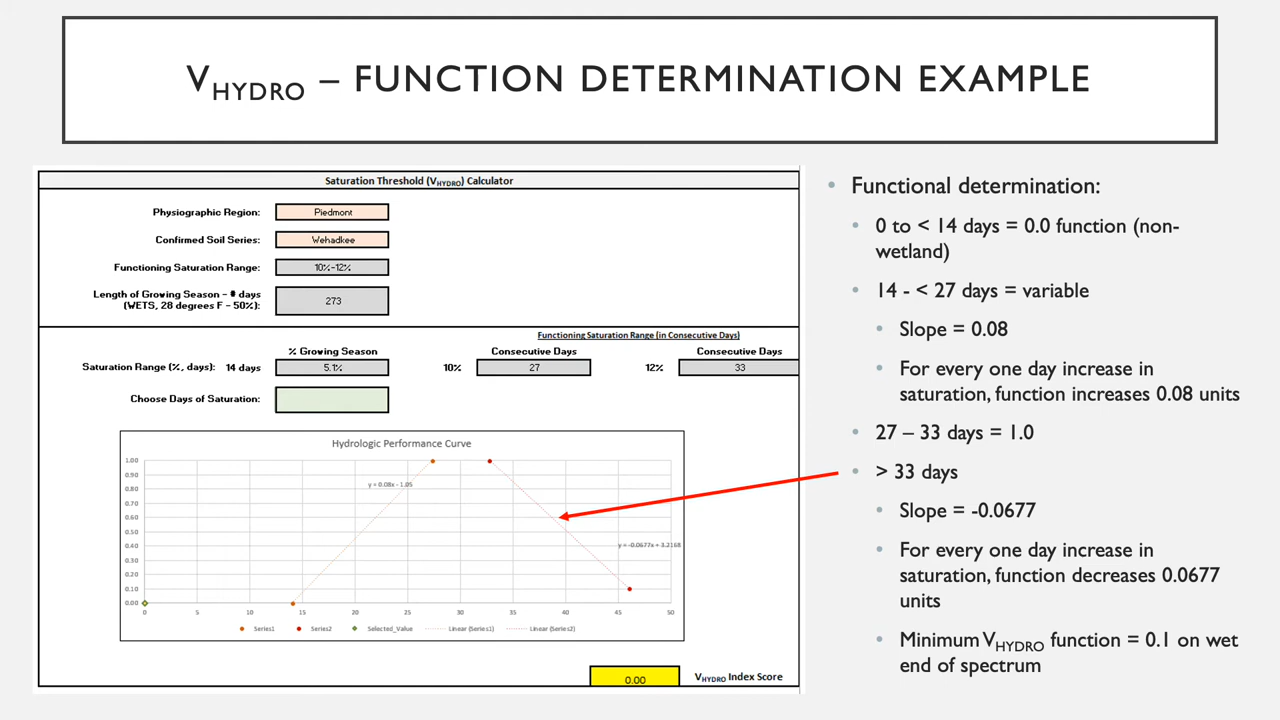 VHYDRO – FUNCTION DETERMINATION EXAMPLE
Saturation Threshold (VHYDRO) Calculator
Physiographic Region: Piedmont
Confirmed Soil Series: Wehadkee
Functioning Saturation Range: 10%-12%
Length of Growing Season - # days
(WETS, 28 degrees F - 50%): 273
Functioning Saturation Range (in Consecutive Days)
% Growing Season Consecutive Days Consecutive Days
Saturation Range (%, days): 14 days 5.1% 10% 27 12% 33
Choose Days of Saturation:
Hydrologic Performance Curve
1.00
0.90
0.80
0.70
0.60
0.50
0.40
0.30
0.20
0.10
0.00
y = 0.08x - 1.05
y = -0.0677x + 3.2168
0 5 10 15 20 25 30 35 40 45 50
Series1 Series2 Selected_Value Linear (Series1) Linear (Series2)
0.00 VHYDRO Index Score
• Functional determination:
• 0 to < 14 days = 0.0 function (non-
wetland)
• 14 - < 27 days = variable
• Slope = 0.08
• For every one day increase in
saturation, function increases 0.08 units
• 27 – 33 days = 1.0
• > 33 days
• Slope = -0.0677
• For every one day increase in
saturation, function decreases 0.0677
units
• Minimum VHYDRO function = 0.1 on wet
end of spectrum